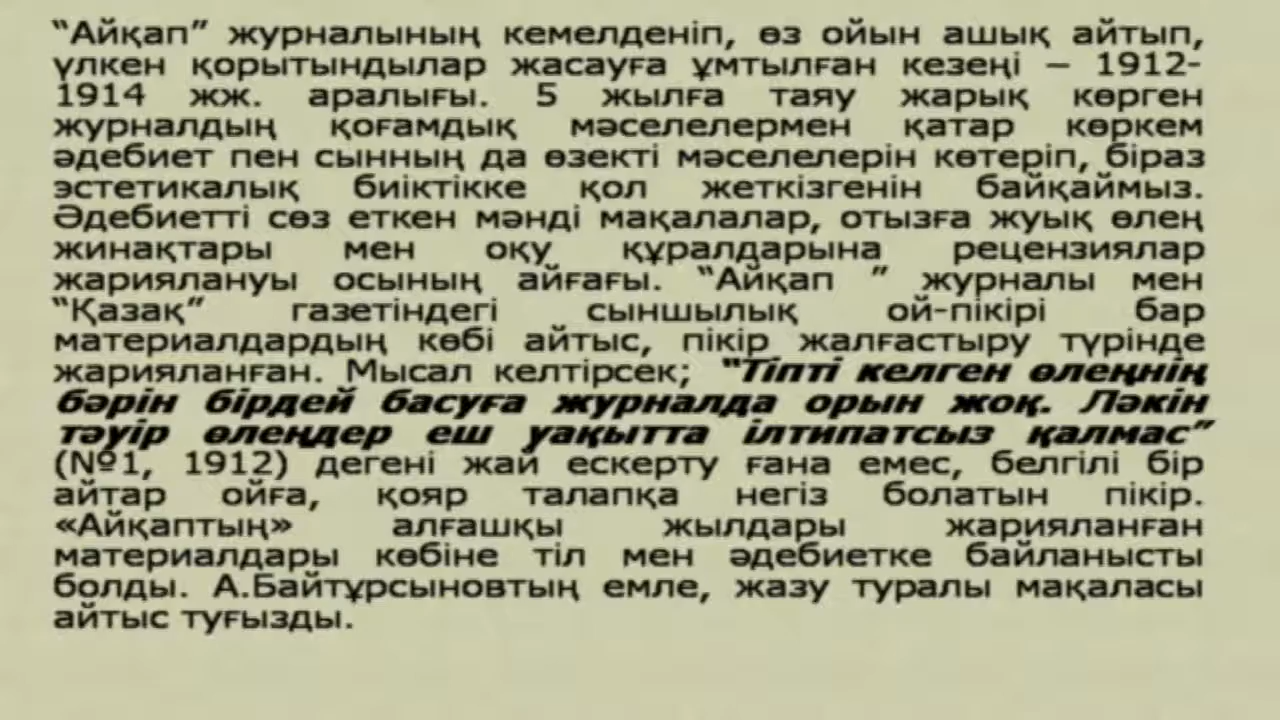 “Айқап” журналының кемелденіп, өз ойын ашық айтып,
үлкен қорытындылар жасауға ұмтылған кезеңі – 1912-
1914 жж. аралығы. 5 жылға таяу жарық көрген
журналдың қоғамдық мәселелермен қатар көркем
әдебиет пен сынның да өзекті мәселелерін көтеріп, біраз
эстетикалық биіктікке қол жеткізгенін байқаймыз.
Әдебиетті сөз еткен мәнді мақалалар, отызға жуық өлең
жинақтары мен оқу құралдарына рецензиялар
жариялануы осының айғағы. “Айқап ” журналы мен
“Қазақ” газетіндегі сыншылық ой-пікірі бар
материалдардың көбі айтыс, пікір жалғастыру түрінде
жарияланған. Мысал келтірсек; “Тіпті келген өлеңнің
бәрін бірдей басуға журналда орын жоқ. Ләкін
тәуір өлеңдер еш уақытта ілтипатсыз қалмас”
(№1, 1912) дегені жай ескерту ғана емес, белгілі бір
айтар ойға, қояр талапқа негіз болатын пікір.
«Айқаптың» алғашқы жылдары жарияланған
материалдары көбіне тіл мен әдебиетке байланысты
болды. А.Байтұрсыновтың емле, жазу туралы мақаласы
айтыс туғызды.